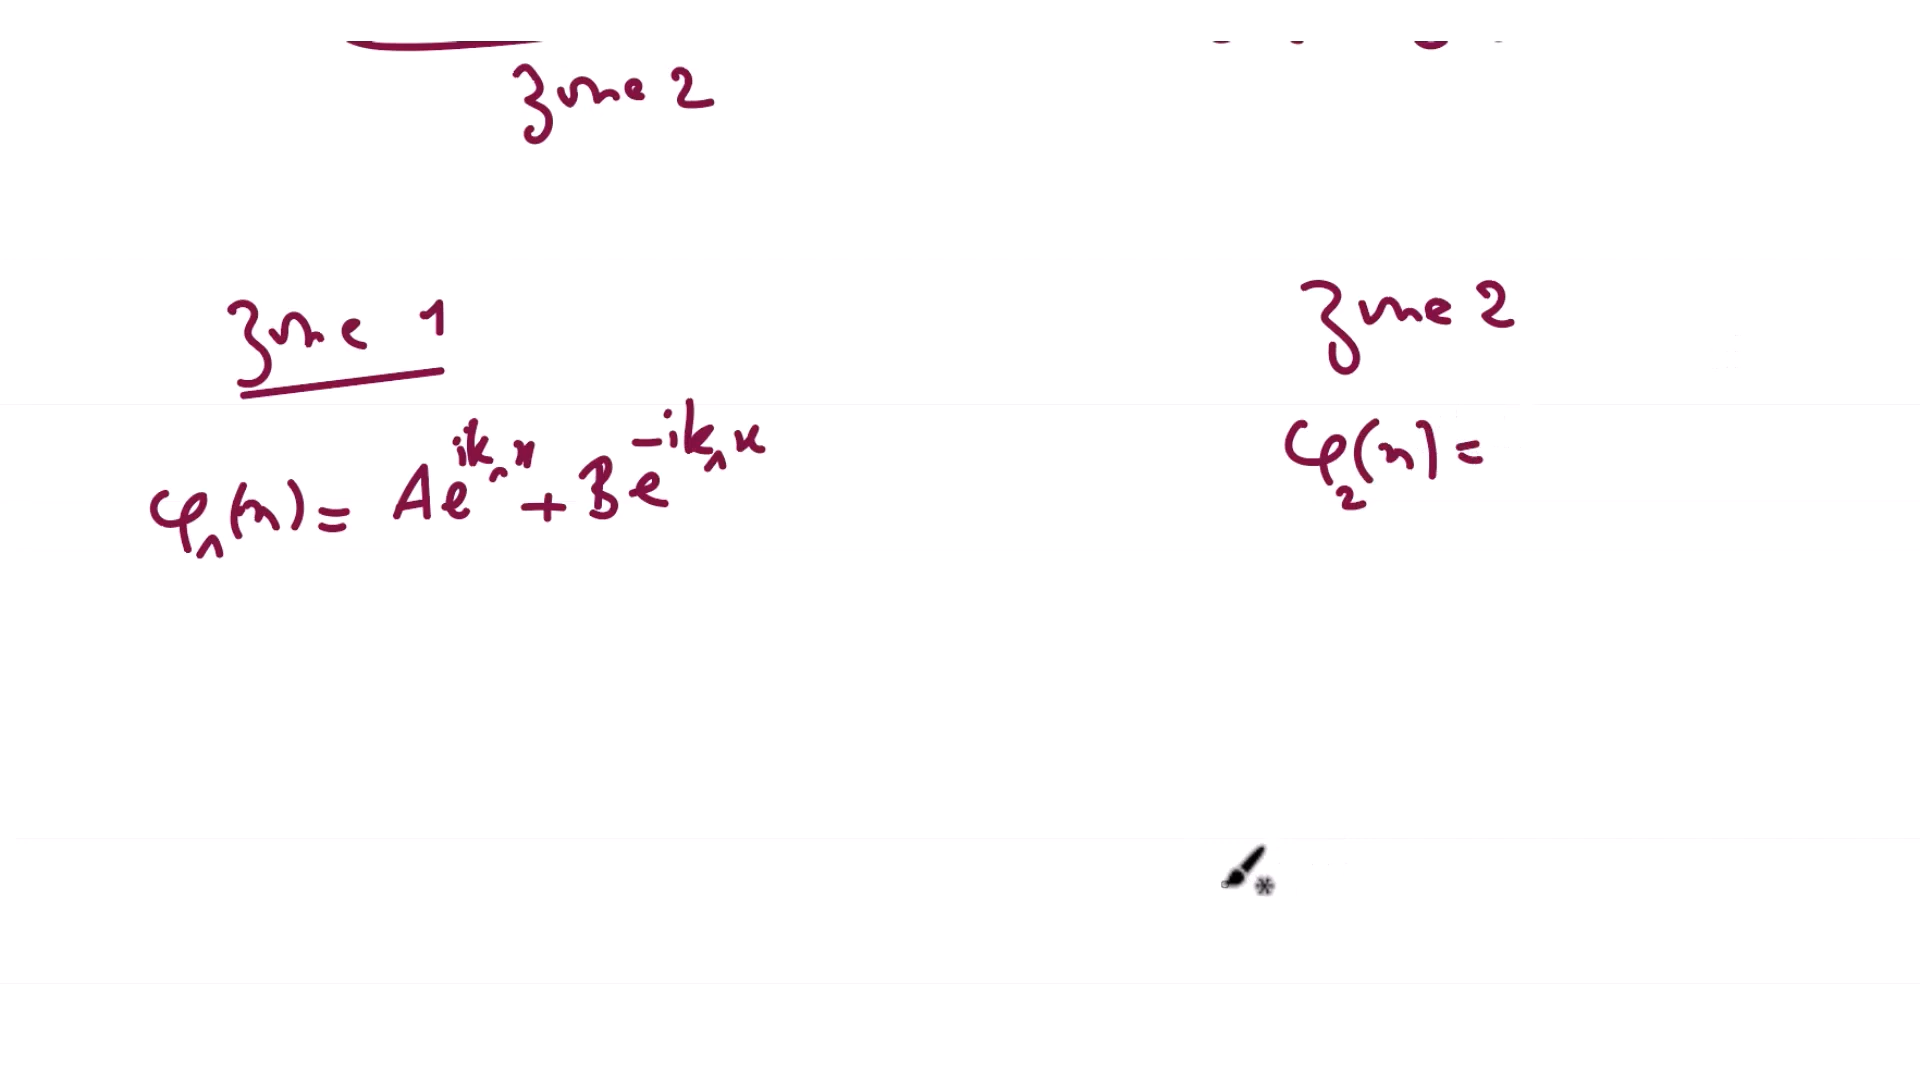 zone 2
zone 1
φ₁(x) = Ae^{ik₁x} + Be^{-ik₁x}
zone 2
φ₂(x) =